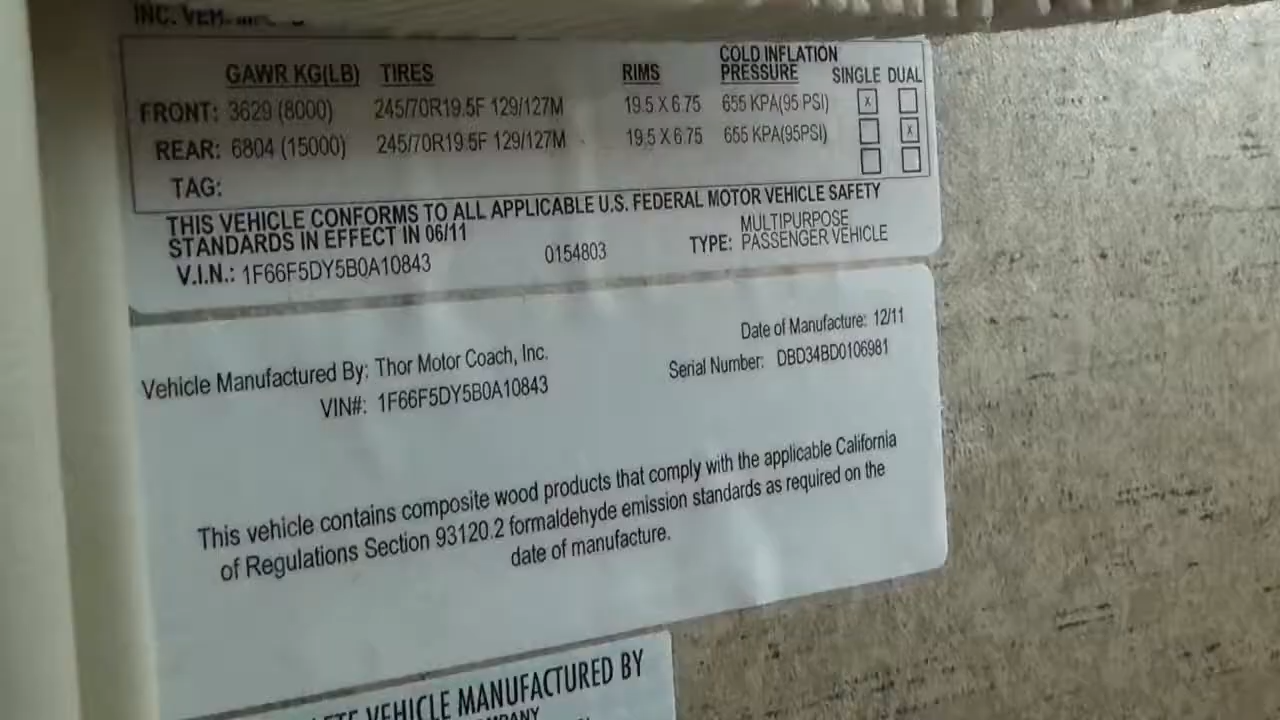 INC. VEH.
GAWR KG(LB) TIRES RIMS COLD INFLATION PRESSURE SINGLE DUAL
FRONT: 3629 (8000) 245/70R19.5F 129/127M 19.5 X 6.75 655 KPA(95 PSI) x
REAR: 6804 (15000) 245/70R19.5F 129/127M 19.5 X 6.75 655 KPA(95PSI) x
TAG:
THIS VEHICLE CONFORMS TO ALL APPLICABLE U.S. FEDERAL MOTOR VEHICLE SAFETY
STANDARDS IN EFFECT IN 06/11
V.I.N.: 1F66F5DY5B0A10843 0154803 TYPE: MULTIPURPOSE PASSENGER VEHICLE
Date of Manufacture: 12/11
Vehicle Manufactured By: Thor Motor Coach, Inc.
Serial Number: DBD34BD0106981
VIN#: 1F66F5DY5B0A10843
This vehicle contains composite wood products that comply with the applicable California
of Regulations Section 93120.2 formaldehyde emission standards as required on the
date of manufacture.
VEHICLE MANUFACTURED BY